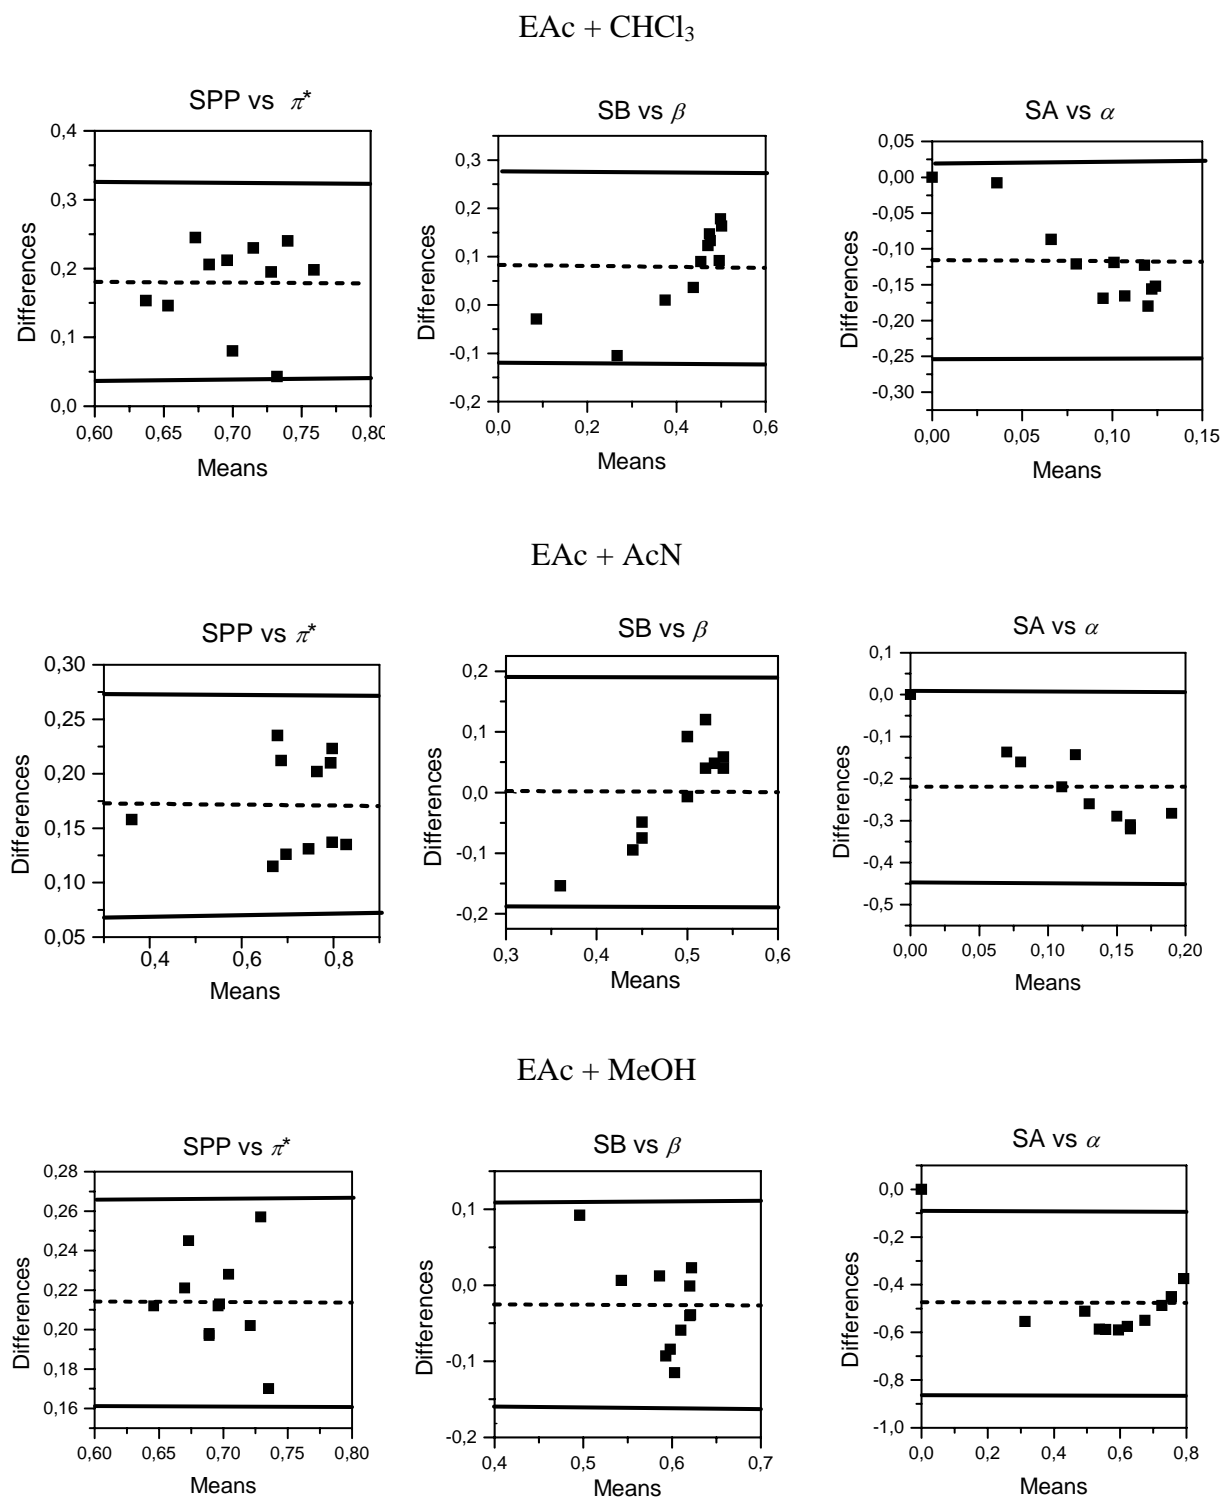 EAc + CHCl₃
SPP vs π*
SB vs β
SA vs α
0,4
0,3
0,2
0,1
0,0
Differences
0,60 0,65 0,70 0,75 0,80
Means
0,3
0,2
0,1
0,0
-0,1
-0,2
Differences
0,0 0,2 0,4 0,6
Means
0,05
0,00
-0,05
-0,10
-0,15
-0,20
-0,25
-0,30
Differences
0,00 0,05 0,10 0,15
Means
EAc + AcN
SPP vs π*
SB vs β
SA vs α
0,30
0,25
0,20
0,15
0,10
0,05
Differences
0,4 0,6 0,8
Means
0,2
0,1
0,0
-0,1
-0,2
Differences
0,3 0,4 0,5 0,6
Means
0,1
0,0
-0,1
-0,2
-0,3
-0,4
-0,5
Differences
0,00 0,05 0,10 0,15 0,20
Means
EAc + MeOH
SPP vs π*
SB vs β
SA vs α
0,28
0,26
0,24
0,22
0,20
0,18
0,16
Differences
0,60 0,65 0,70 0,75 0,80
Means
0,1
0,0
-0,1
-0,2
Differences
0,4 0,5 0,6 0,7
Means
0,0
-0,2
-0,4
-0,6
-0,8
-1,0
Differences
0,0 0,2 0,4 0,6 0,8
Means